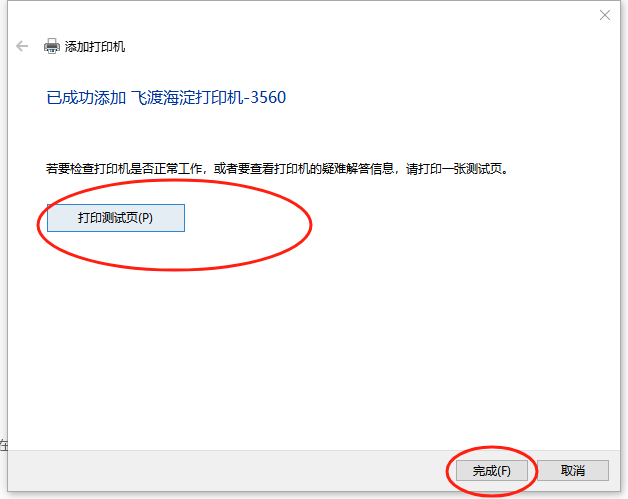 添加打印机
已成功添加 飞渡海淀打印机-3560
若要检查打印机是否正常工作，或者要查看打印机的疑难解答信息，请打印一张测试页。
打印测试页(P)
在
完成(F) 取消